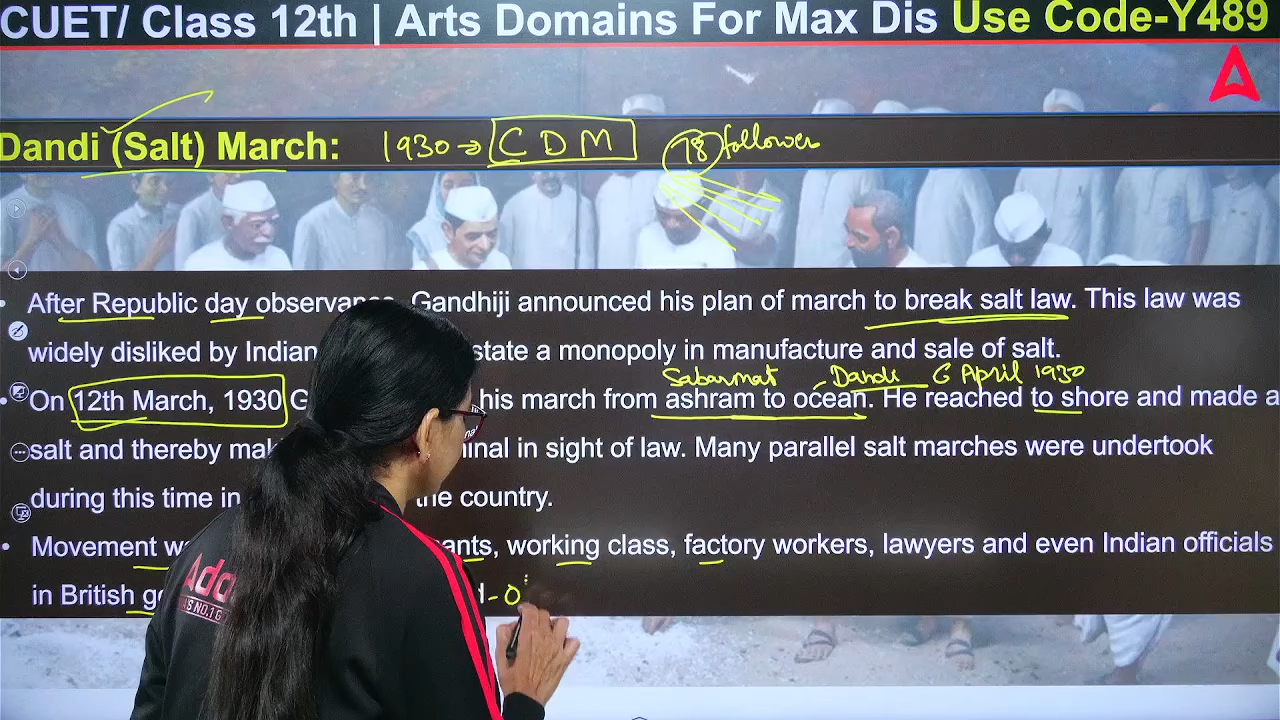 CUET/ Class 12th | Arts Domains For Max Dis Use Code-Y489
Dandi (Salt) March: 1930 → CDM 78 follower
After Republic day observance, Gandhiji announced his plan of march to break salt law. This law was
widely disliked by Indian state a monopoly in manufacture and sale of salt.
Sabarmat Dandi 6 April 1930
On 12th March, 1930 G his march from ashram to ocean. He reached to shore and made a
salt and thereby mak inal in sight of law. Many parallel salt marches were undertook
during this time in the country.
Movement wa ants, working class, factory workers, lawyers and even Indian officials
in British go d - o
Ada